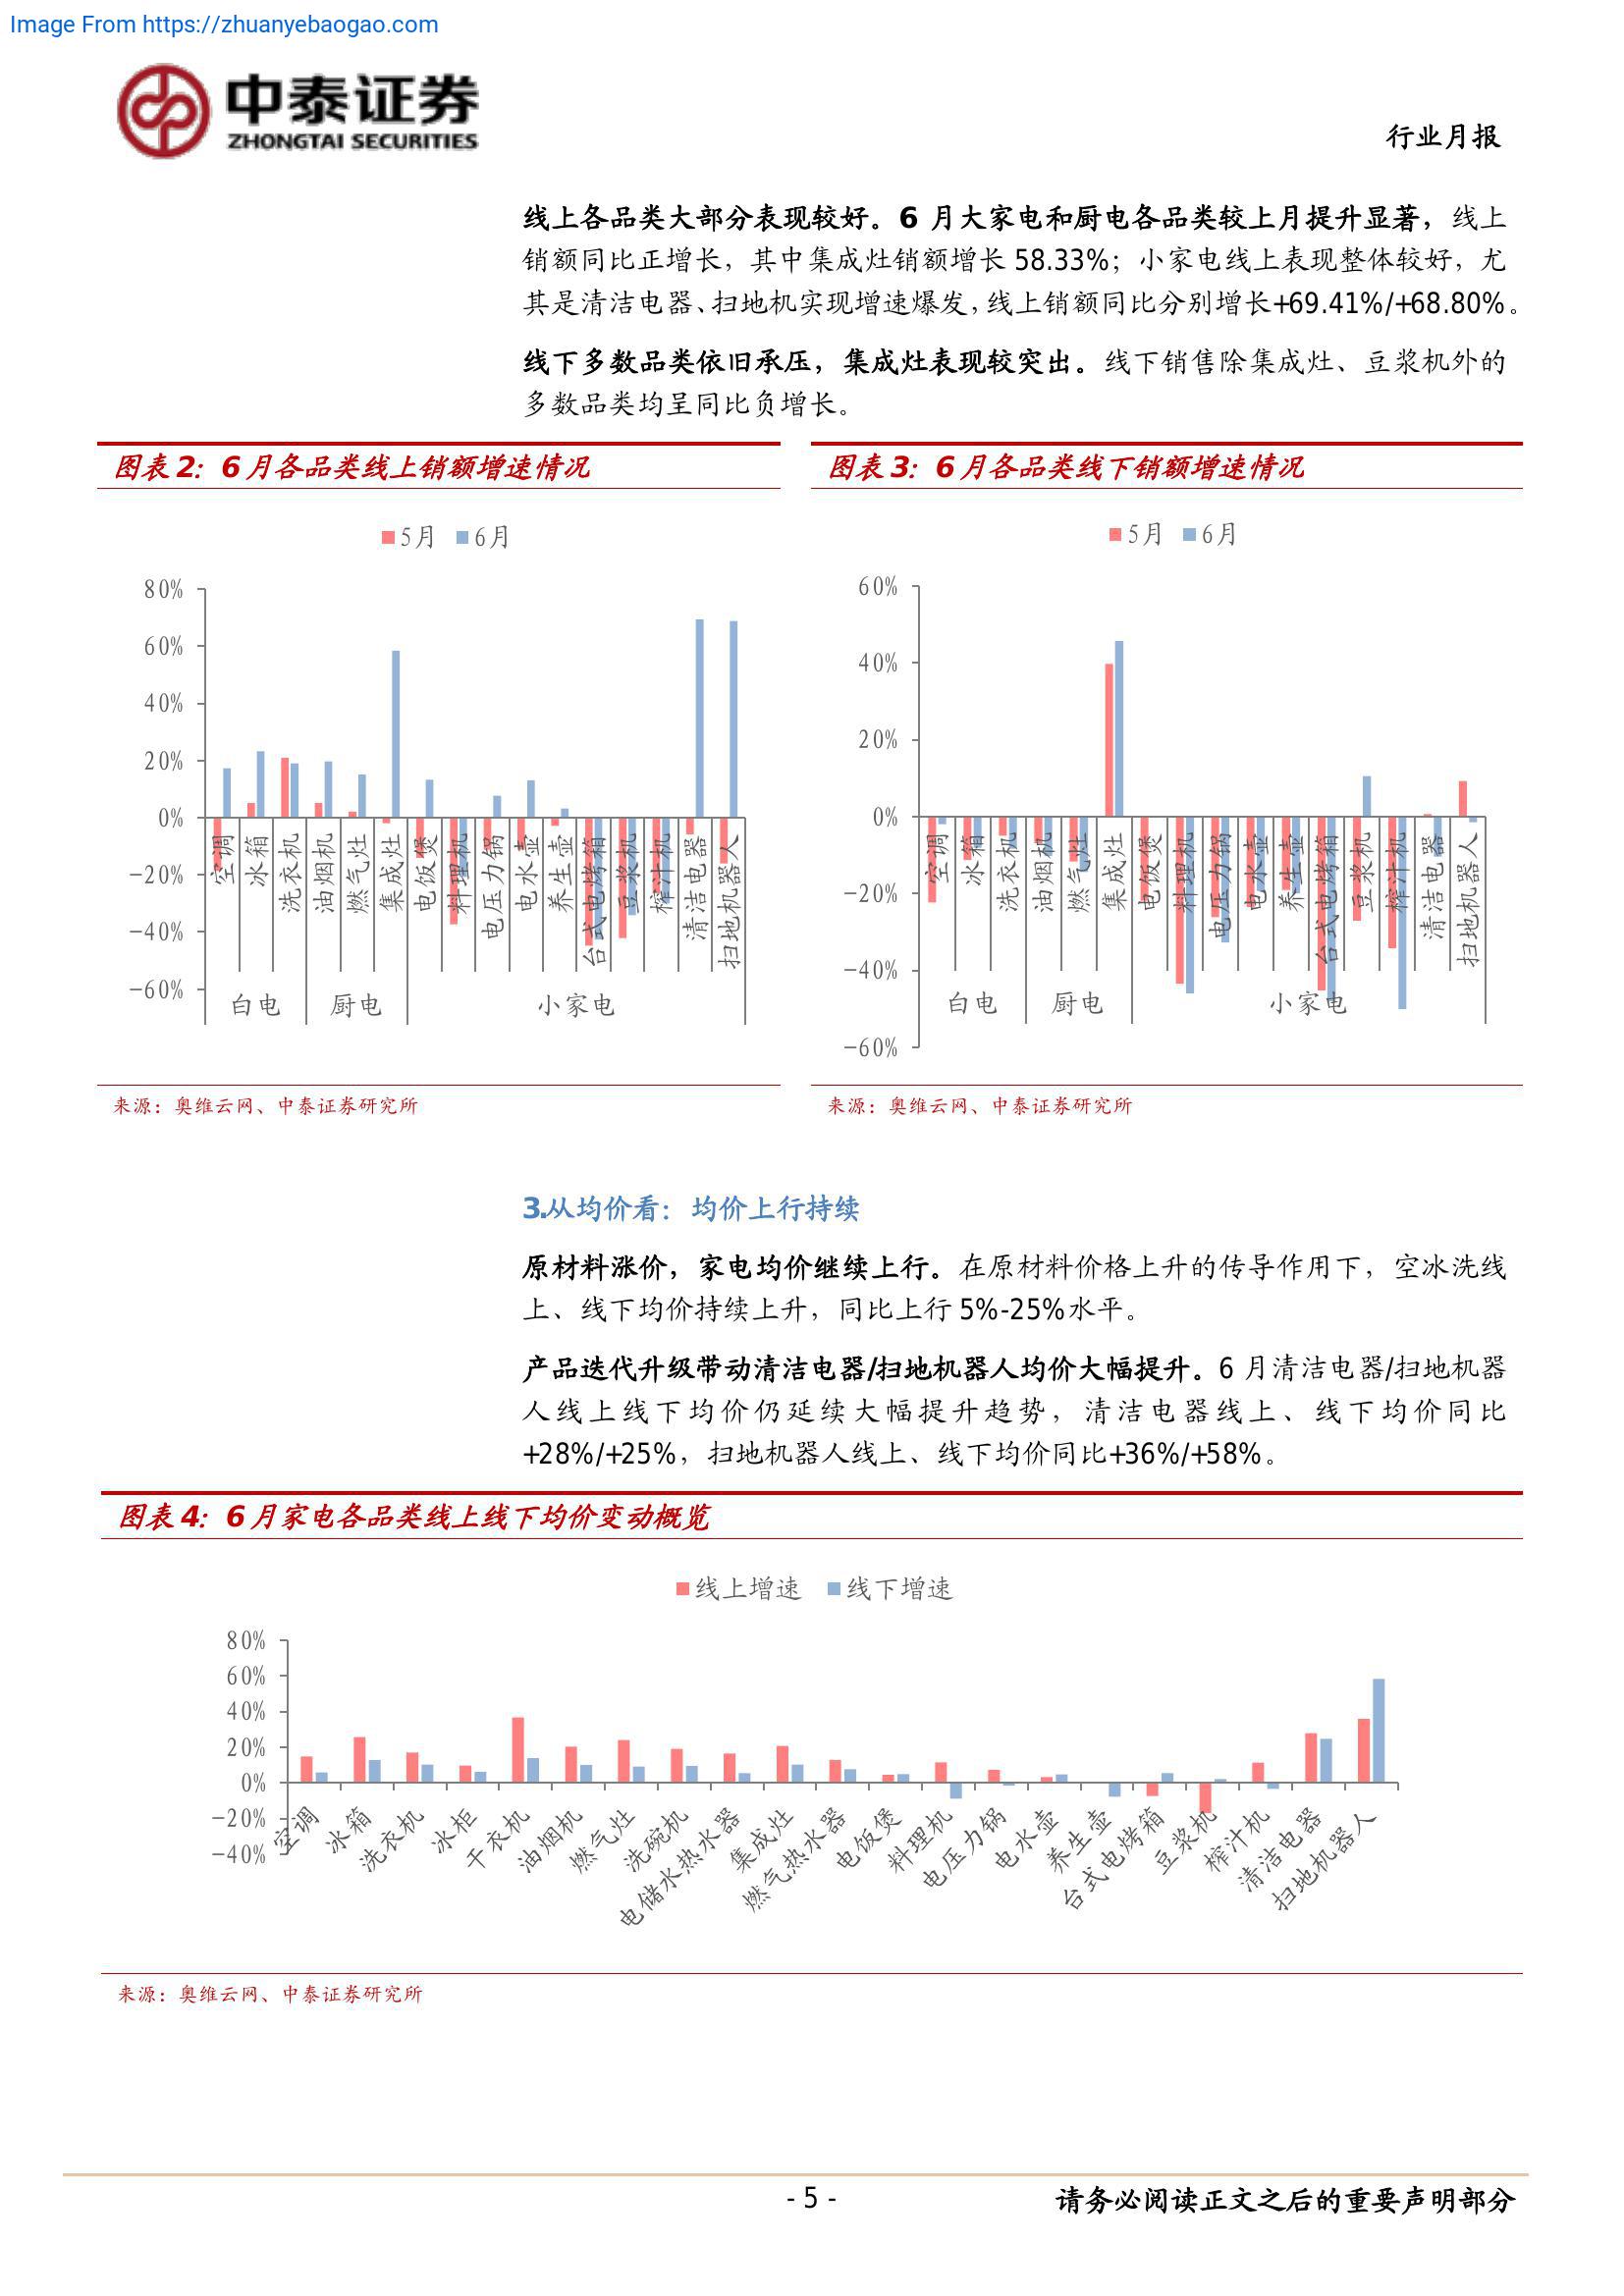 Image From https://zhuanyebaogao.com
中泰证券
ZHONGTAI SECURITIES
行业月报
线上各品类大部分表现较好。6 月大家电和厨电各品类较上月提升显著，线上
销额同比正增长，其中集成灶销额增长 58.33%；小家电线上表现整体较好，尤
其是清洁电器、扫地机实现增速爆发，线上销额同比分别增长+69.41%/+68.80%。
线下多数品类依旧承压，集成灶表现较突出。线下销售除集成灶、豆浆机外的
多数品类均呈同比负增长。
图表 2：6 月各品类线上销额增速情况
5月 6月
80%
60%
40%
20%
0%
-20%
-40%
-60%
空调 冰箱 洗衣机 油烟机 燃气灶 集成灶 电饭煲 料理机 电压力锅 电水壶 养生壶 台式电烤箱 豆浆机 榨汁机 清洁电器 扫地机器人
白电 厨电 小家电
来源：奥维云网、中泰证券研究所
图表 3：6 月各品类线下销额增速情况
5月 6月
60%
40%
20%
0%
-20%
-40%
-60%
空调 冰箱 洗衣机 油烟机 燃气灶 集成灶 电饭煲 料理机 电压力锅 电水壶 养生壶 台式电烤箱 豆浆机 榨汁机 清洁电器 扫地机器人
白电 厨电 小家电
来源：奥维云网、中泰证券研究所
3.从均价看：均价上行持续
原材料涨价，家电均价继续上行。在原材料价格上升的传导作用下，空冰洗线
上、线下均价持续上升，同比上行 5%-25%水平。
产品迭代升级带动清洁电器/扫地机器人均价大幅提升。6 月清洁电器/扫地机器
人线上线下均价仍延续大幅提升趋势，清洁电器线上、线下均价同比
+28%/+25%，扫地机器人线上、线下均价同比+36%/+58%。
图表 4：6 月家电各品类线上线下均价变动概览
线上增速 线下增速
80%
60%
40%
20%
0%
-20%
-40%
空调 冰箱 洗衣机 冰柜 干衣机 油烟机 燃气灶 洗碗机 电储水热水器 集成灶 燃气热水器 电饭煲 料理机 电压力锅 电水壶 养生壶 台式电烤箱 豆浆机 榨汁机 清洁电器 扫地机器人
来源：奥维云网、中泰证券研究所
- 5 -
请务必阅读正文之后的重要声明部分